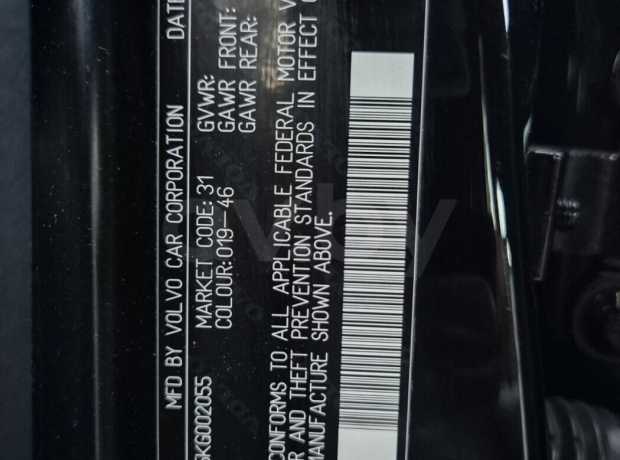 MFD BY VOLVO CAR CORPORATION DATE
KG002055
MARKET CODE: 31 GVWR:
COLOUR: 019-46 GAWR FRONT:
GAWR REAR:
CONFORMS TO ALL APPLICABLE FEDERAL MOTOR V
R AND THEFT PREVENTION STANDARDS IN EFFECT O
MANUFACTURE SHOWN ABOVE.